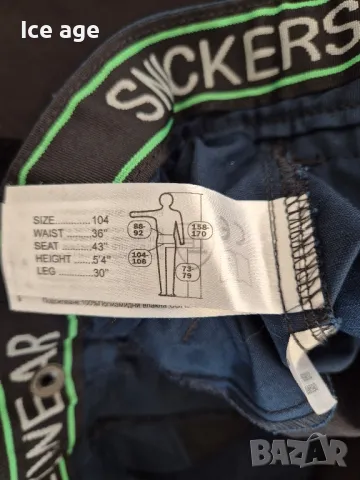 Ice age
SNICKERS
SIZE............ 104
WAIST ........ 36"
SEAT .......... 43"
HEIGHT ...... 5'4"
LEG ............ 30"
88-
92
158-
170
104-
106
73-
79
WEAR
BAZAR